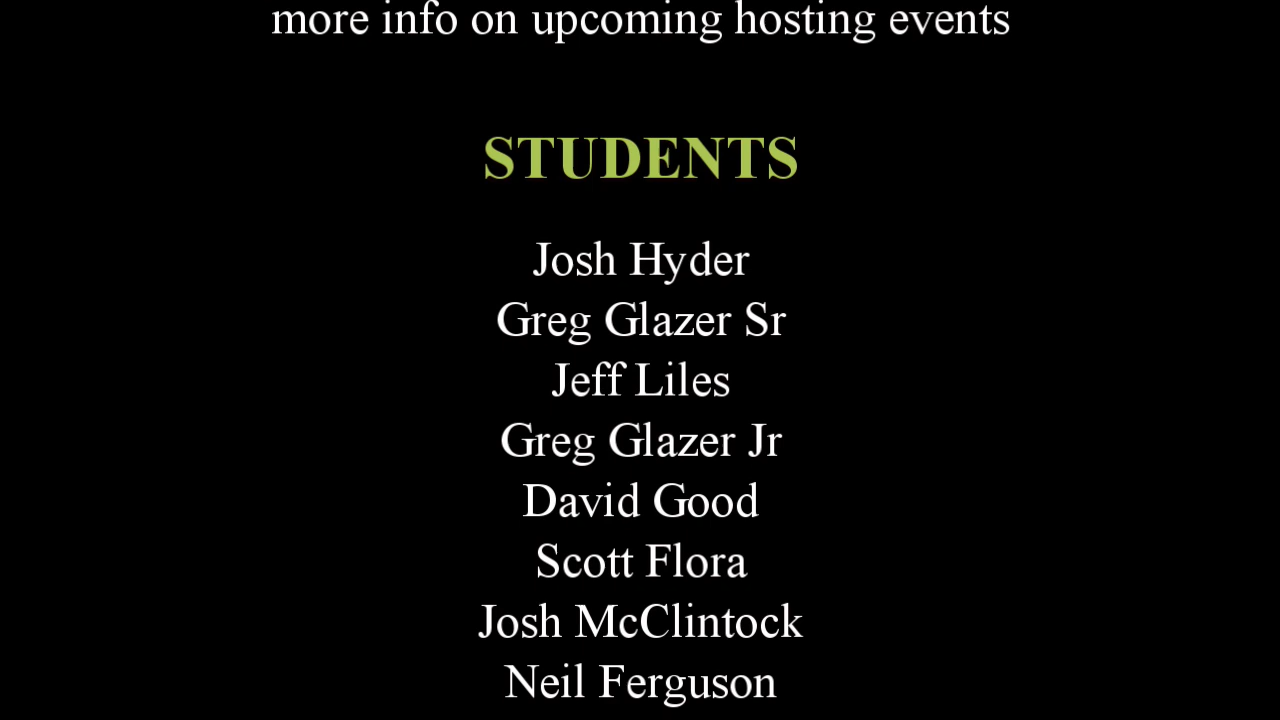 more info on upcoming hosting events
STUDENTS
Josh Hyder
Greg Glazer Sr
Jeff Liles
Greg Glazer Jr
David Good
Scott Flora
Josh McClintock
Neil Ferguson